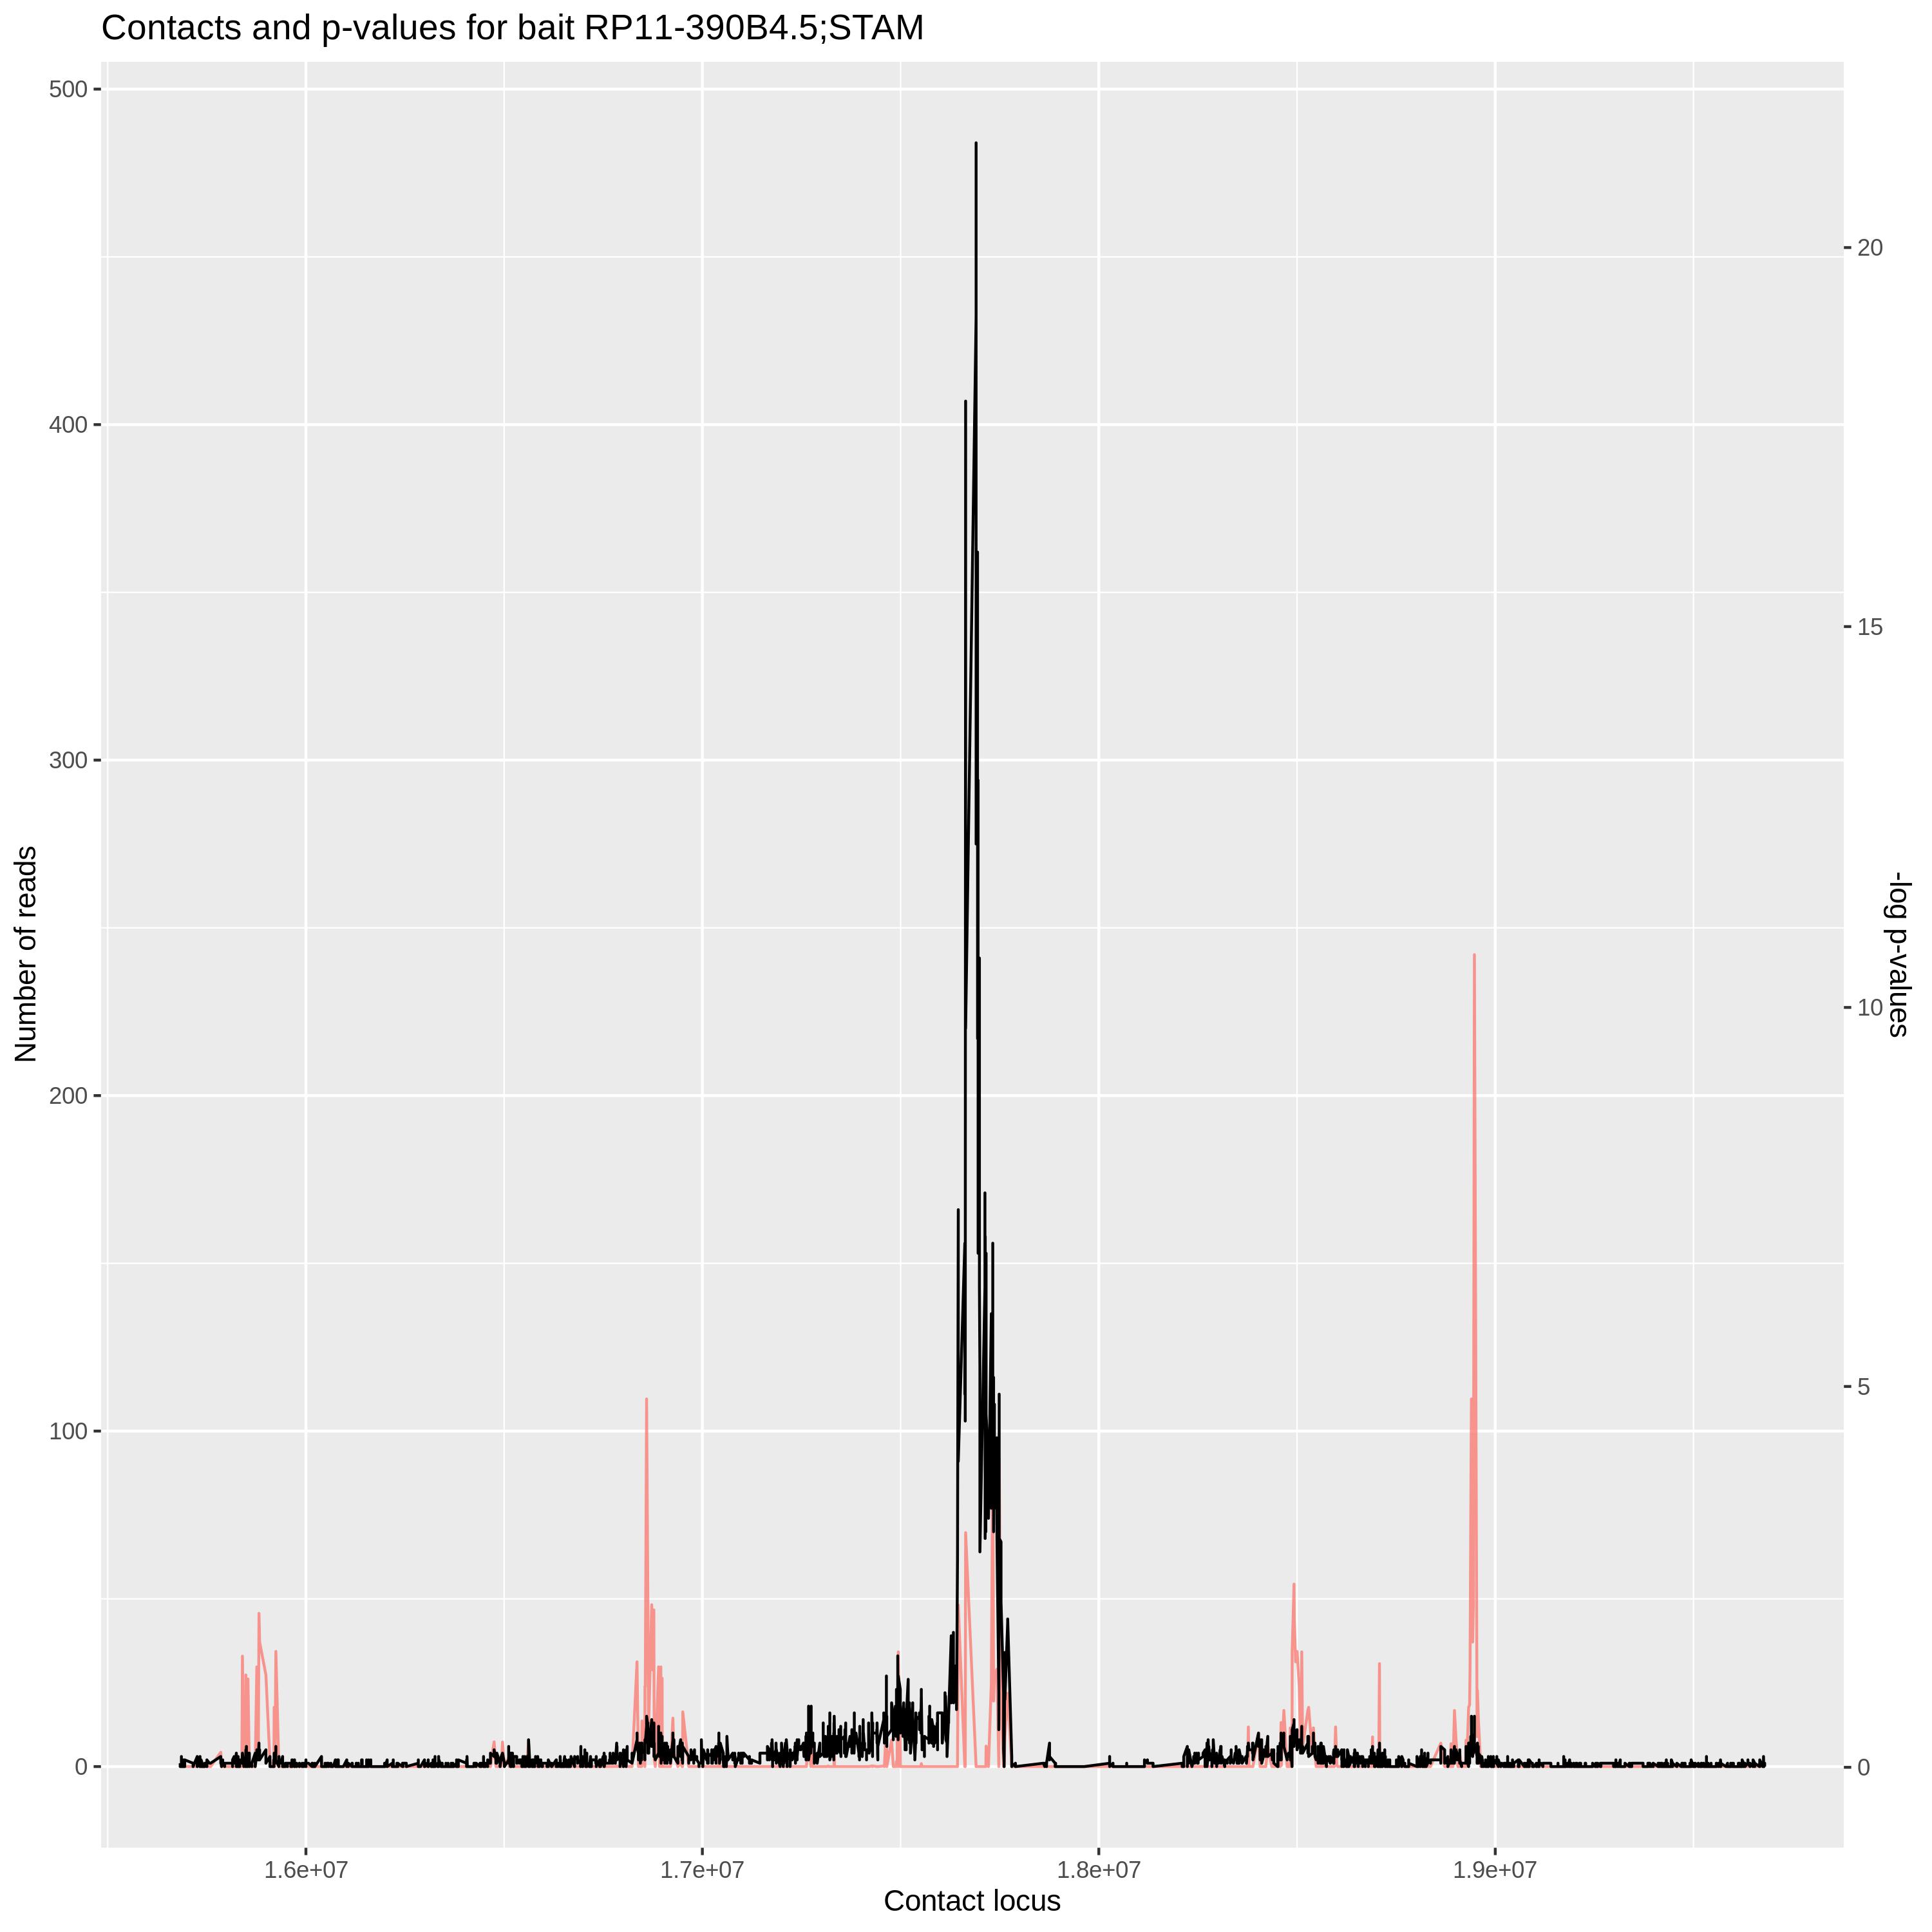 Contacts and p-values for bait RP11-390B4.5;STAM
500
400
300
200
100
0
Number of reads
20
15
10
5
0
-log p-values
1.6e+07
1.7e+07
1.8e+07
1.9e+07
Contact locus